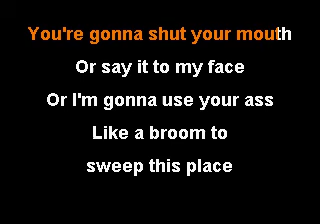 You're gonna shut your mouth
Or say it to my face
Or I'm gonna use your ass
Like a broom to
sweep this place